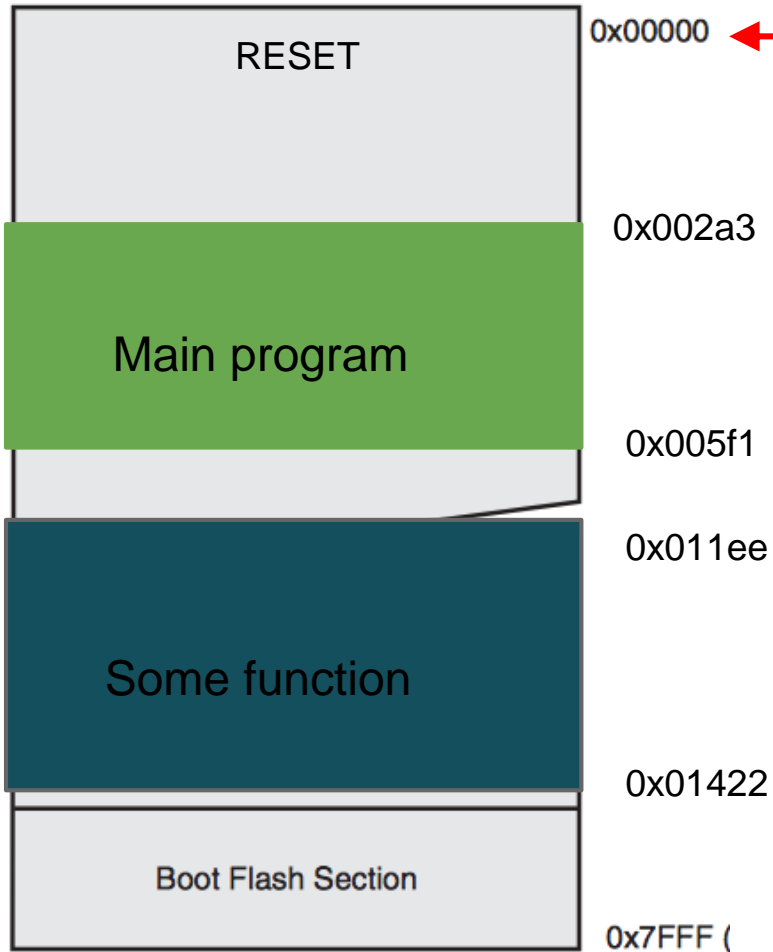 RESET
0x00000
0x002a3
Main program
0x005f1
0x011ee
Some function
0x01422
Boot Flash Section
0x7FFF (